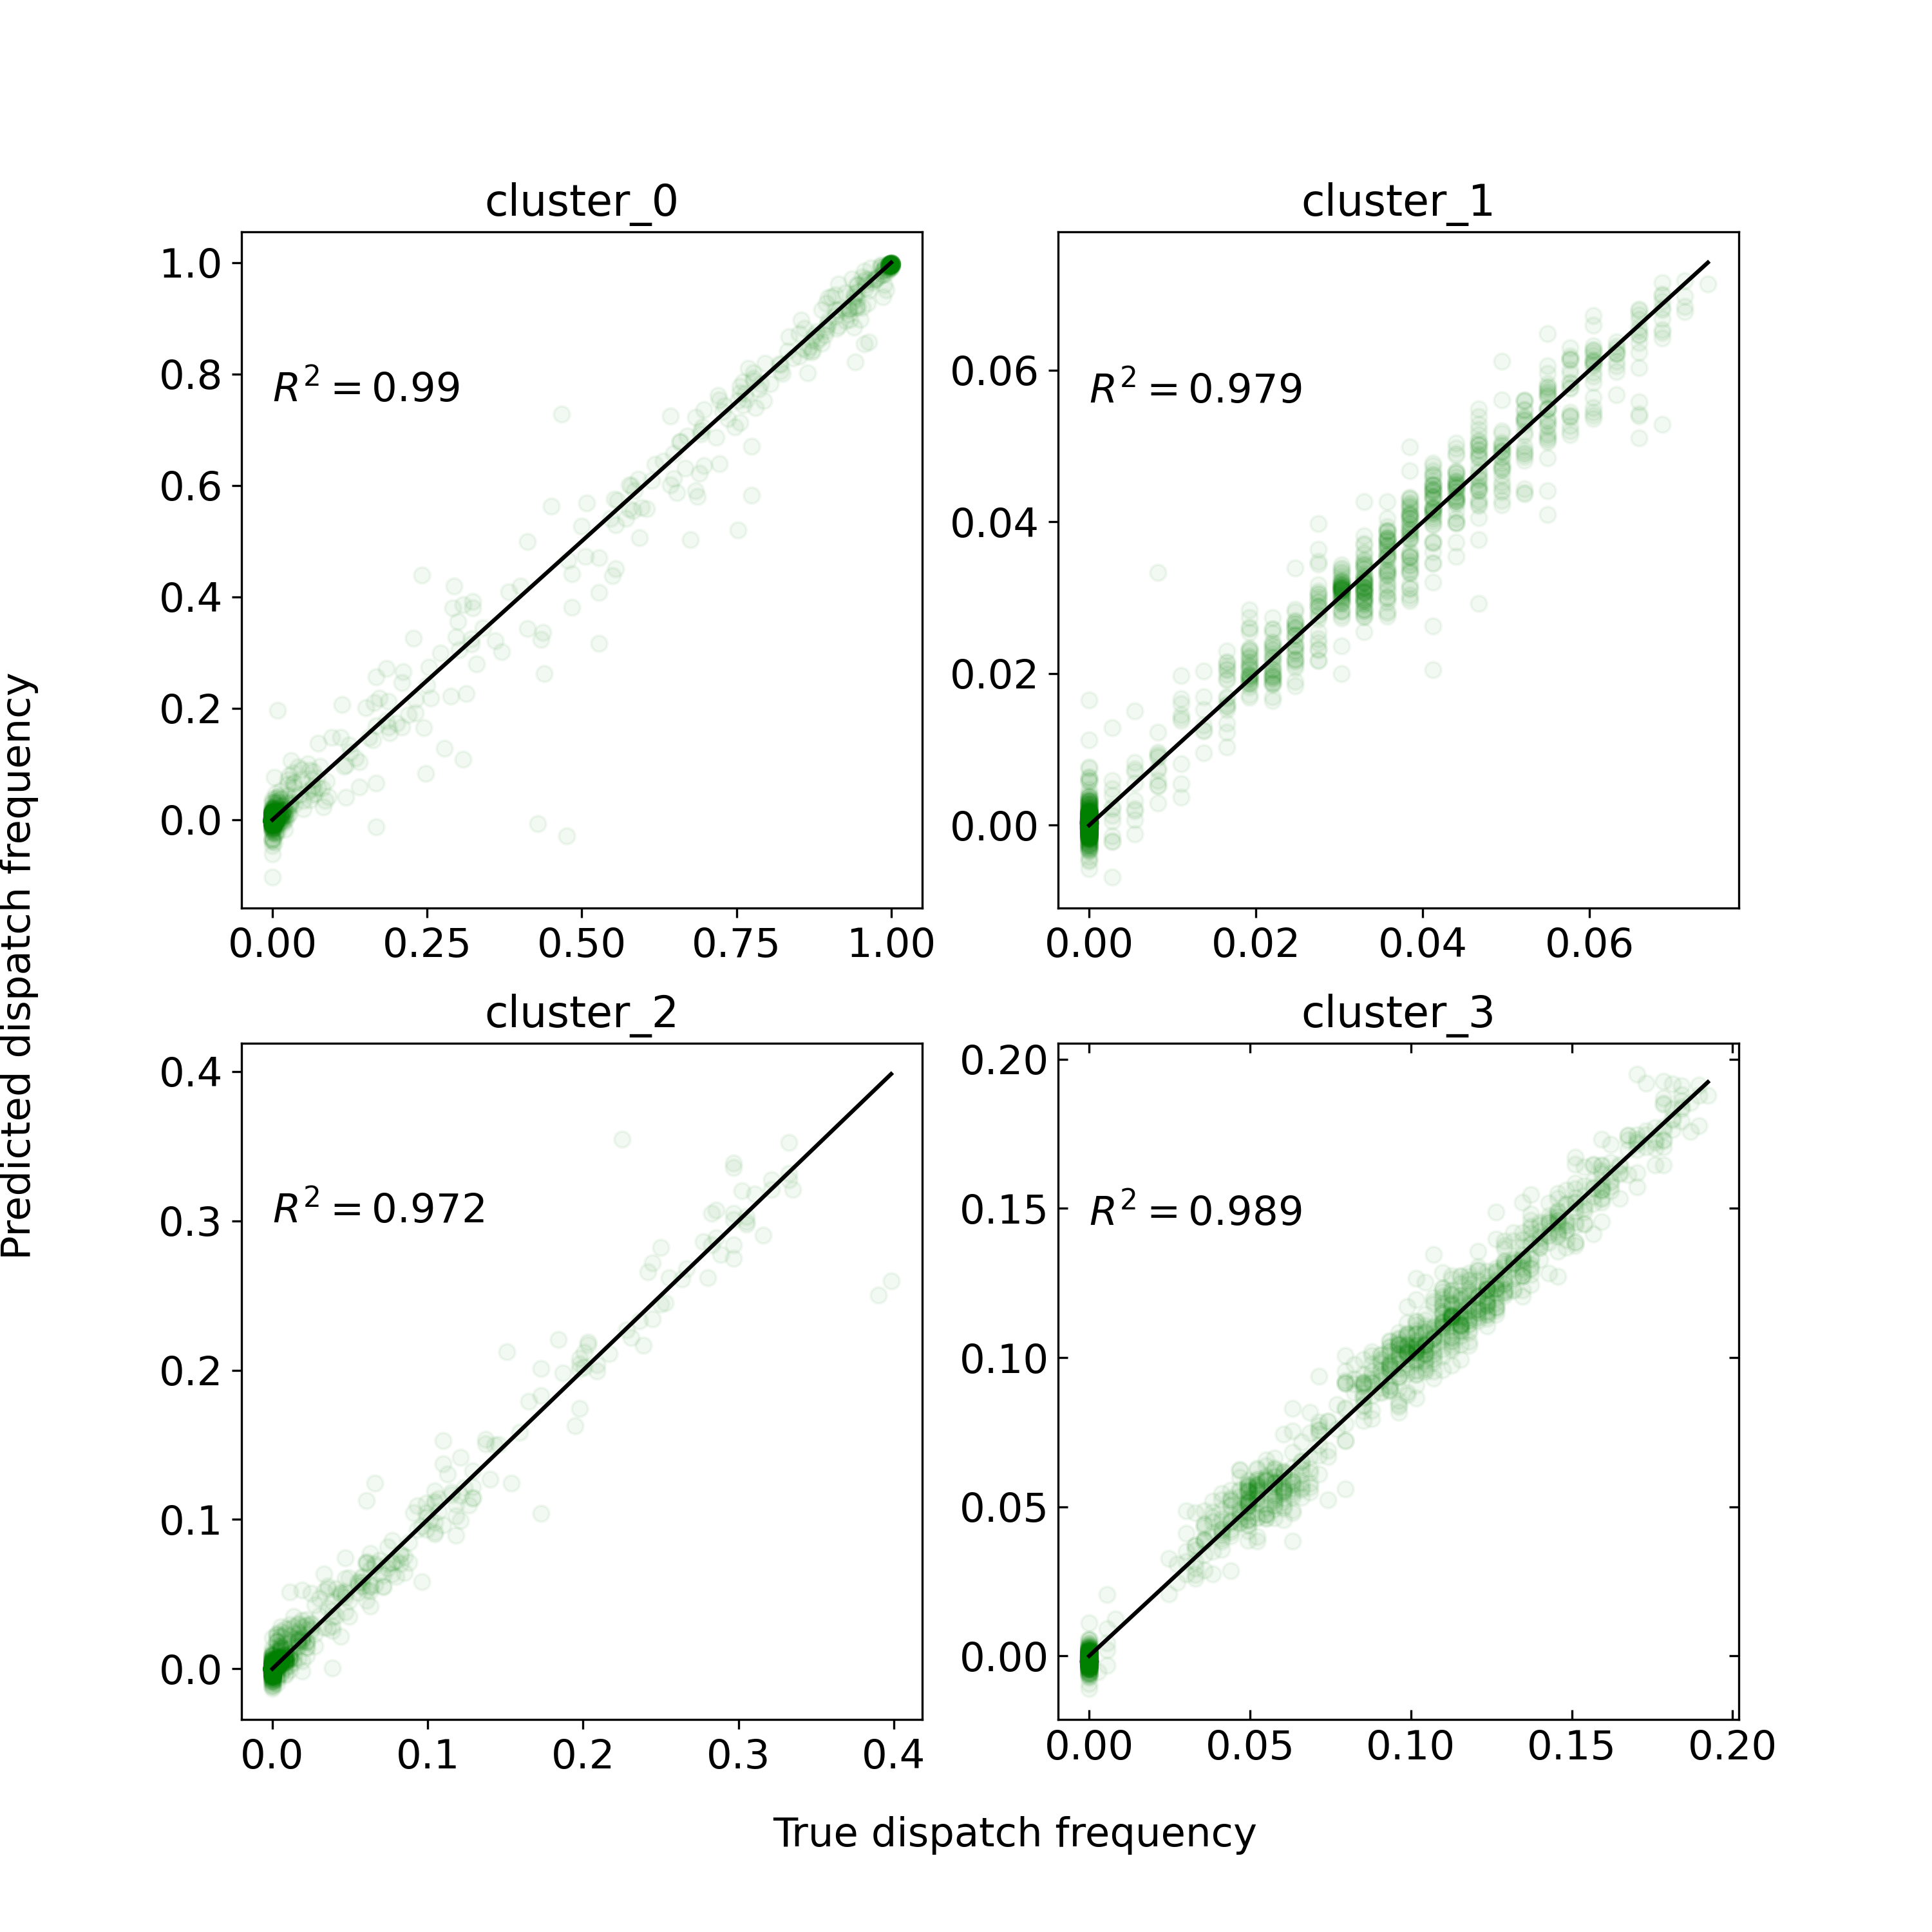 cluster_0
1.0
0.8
0.6
0.4
0.2
0.0
R² = 0.99
0.00 0.25 0.50 0.75 1.00
cluster_1
0.06
0.04
0.02
0.00
R² = 0.979
0.00 0.02 0.04 0.06
cluster_2
0.4
0.3
0.2
0.1
0.0
R² = 0.972
0.0 0.1 0.2 0.3 0.4
cluster_3
0.20
0.15
0.10
0.05
0.00
R² = 0.989
0.00 0.05 0.10 0.15 0.20
Predicted dispatch frequency
True dispatch frequency